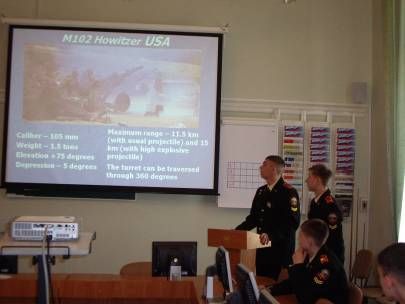 M102 Howitzer USA
Caliber – 105 mm
Weight – 1.5 tons
Elevation +75 degrees
Depression – 5 degrees
Maximum range – 11.5 km
(with usual projectile) and 15
km (with high explosive
projectile)
The turret can be traversed
through 360 degrees